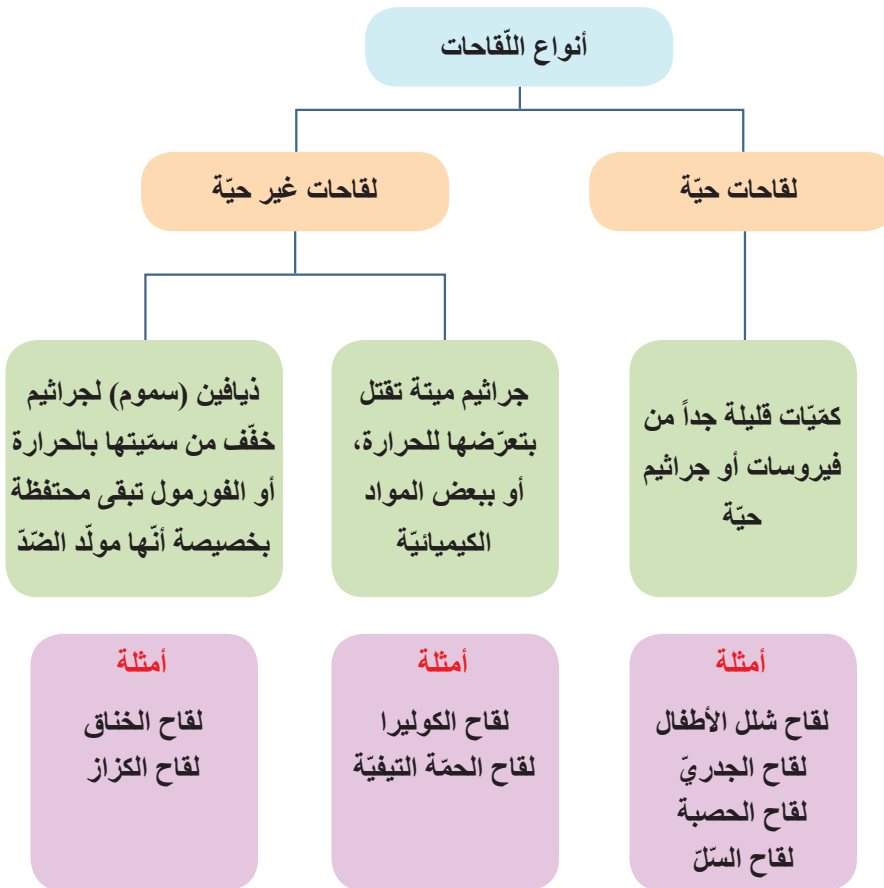 أنواع اللّقاحات
لقاحات حيّة
لقاحات غير حيّة
كمّيّات قليلة جداً من
فيروسات أو جراثيم
حيّة
جراثيم ميتة تقتل
بتعرّضها للحرارة،
أو ببعض المواد
الكيميائيّة
ذيافين (سموم) لجراثيم
خفّف من سمّيتها بالحرارة
أو الفورمول تبقى محتفظة
بخصيصة أنّها مولّد الضّدّ
أمثلة
لقاح شلل الأطفال
لقاح الجدريّ
لقاح الحصبة
لقاح السّلّ
أمثلة
لقاح الكوليرا
لقاح الحمّة التيفيّة
أمثلة
لقاح الخناق
لقاح الكزاز